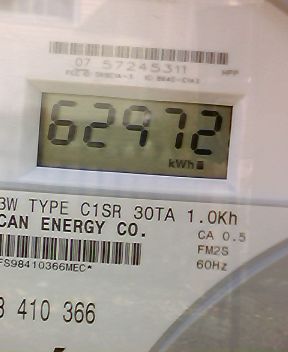 07 57245311
HPP
62972
kWh
3W TYPE C1SR 30TA 1.0Kh
CAN ENERGY CO.
CA 0.5
FM2S
FS98410366MEC*
60Hz
410 366